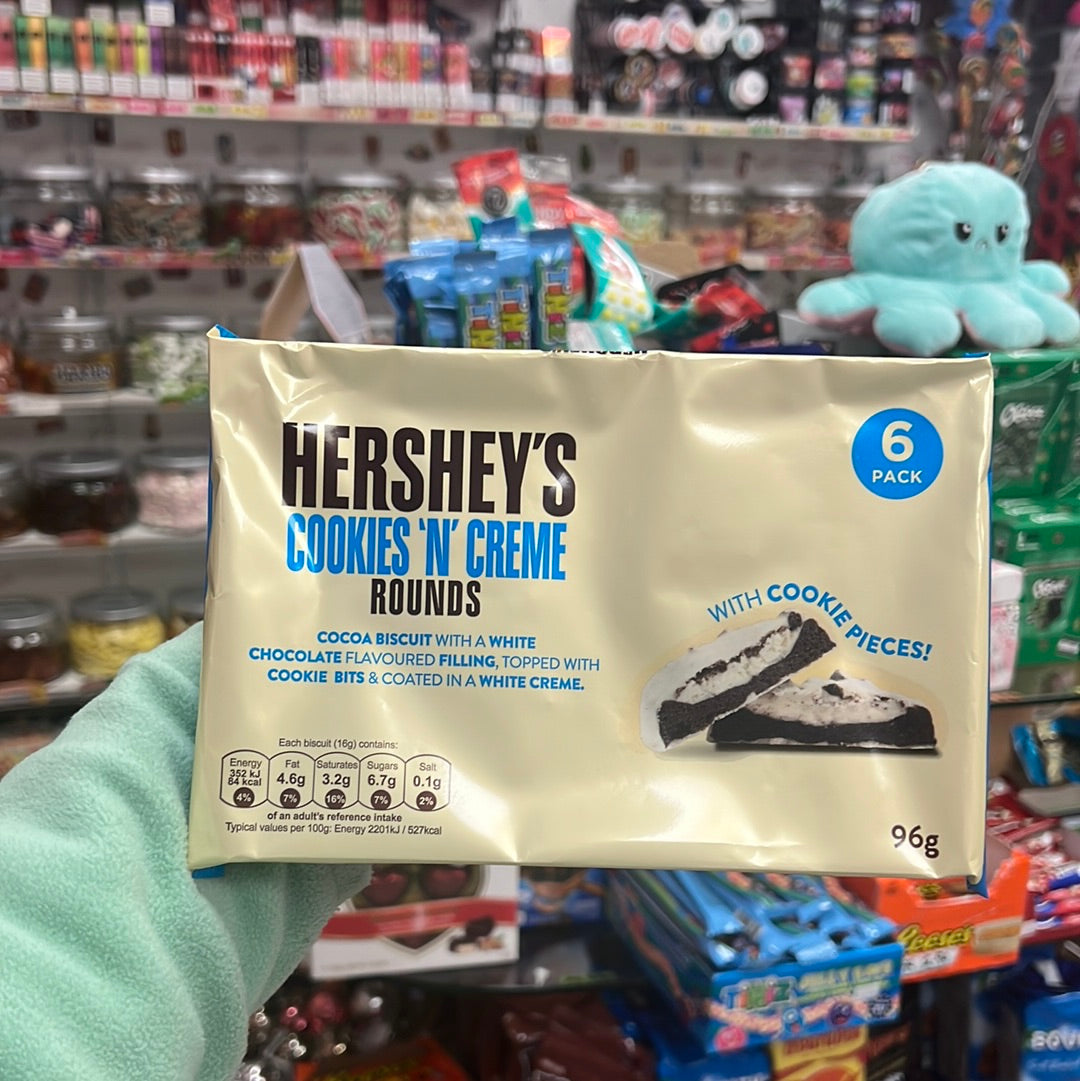 HERSHEY'S
COOKIES 'N' CREME
ROUNDS
COCOA BISCUIT WITH A WHITE
CHOCOLATE FLAVOURED FILLING, TOPPED WITH
COOKIE BITS & COATED IN A WHITE CREME.
6
PACK
WITH COOKIE PIECES!
Each biscuit (16g) contains:
Energy Fat Saturates Sugars Salt
352 kJ
84 kcal 4.6g 3.2g 6.7g 0.1g
4% 7% 16% 7% 2%
of an adult's reference intake
Typical values per 100g: Energy 2201kJ / 527kcal
96g
Reese's